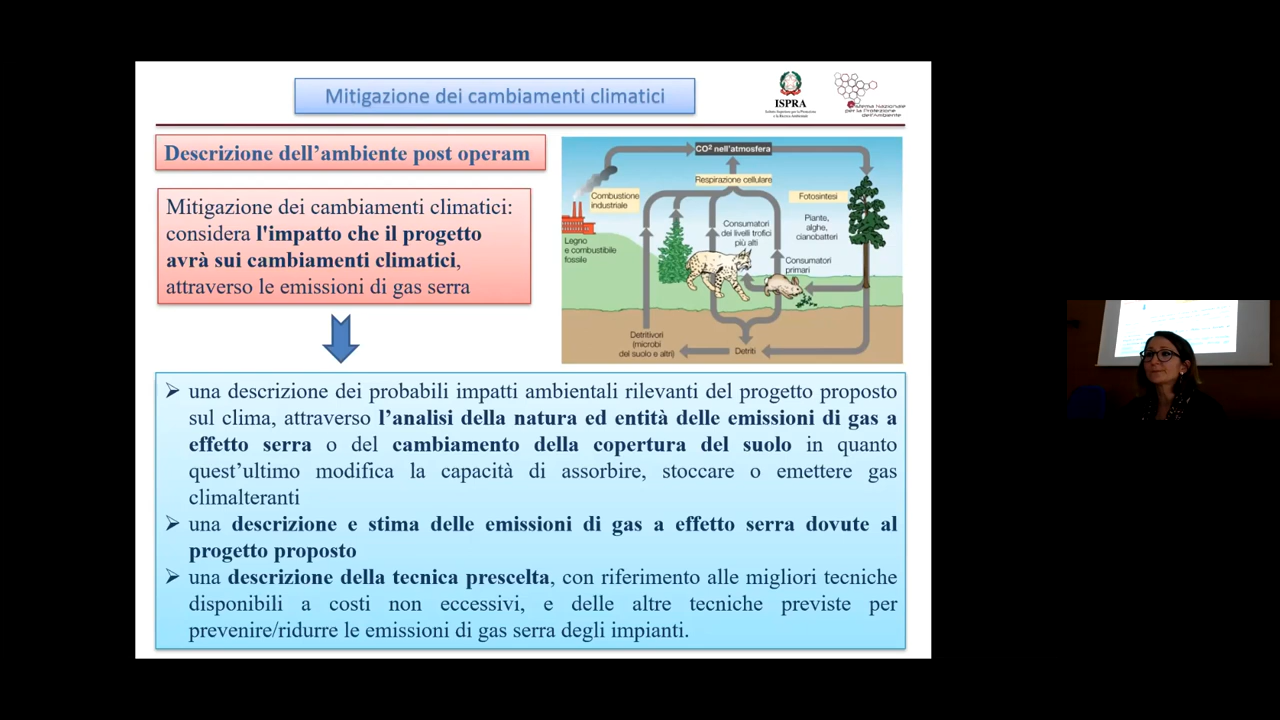 Mitigazione dei cambiamenti climatici
ISPRA
Descrizione dell'ambiente post operam
Mitigazione dei cambiamenti climatici:
considera l'impatto che il progetto
avrà sui cambiamenti climatici,
attraverso le emissioni di gas serra
CO² nell'atmosfera
Respirazione cellulare
Combustione
industriale
Fotosintesi
Legno
e combustibile
fossile
Consumatori
dei livelli trofici
più alti
Piante,
alghe,
cianobatteri
Consumatori
primari
Detritivori
(microbi
del suolo e altri)
Detriti
➢ una descrizione dei probabili impatti ambientali rilevanti del progetto proposto
sul clima, attraverso l'analisi della natura ed entità delle emissioni di gas a
effetto serra o del cambiamento della copertura del suolo in quanto
quest'ultimo modifica la capacità di assorbire, stoccare o emettere gas
climalteranti
➢ una descrizione e stima delle emissioni di gas a effetto serra dovute al
progetto proposto
➢ una descrizione della tecnica prescelta, con riferimento alle migliori tecniche
disponibili a costi non eccessivi, e delle altre tecniche previste per
prevenire/ridurre le emissioni di gas serra degli impianti.